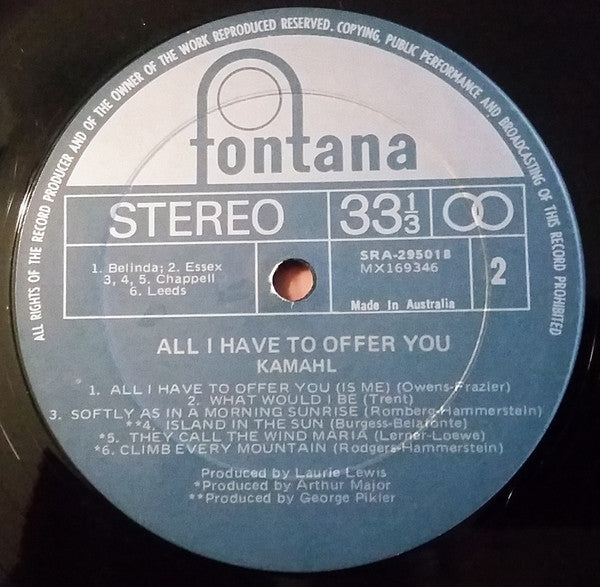 ALL RIGHTS OF THE RECORD PRODUCER AND OF THE OWNER OF THE WORK REPRODUCED RESERVED. COPYING, PUBLIC PERFORMANCE AND BROADCASTING OF THIS RECORD PROHIBITED
fontana
STEREO 33⅓
1. Belinda; 2. Essex
3, 4, 5. Chappell
6. Leeds
SRA-295018
MX169346
2
Made In Australia
ALL I HAVE TO OFFER YOU
KAMAHL
1. ALL I HAVE TO OFFER YOU (IS ME) (Owens-Frazier)
2. WHAT WOULD I BE (Trent)
3. SOFTLY AS IN A MORNING SUNRISE (Romberg-Hammerstein)
**4. ISLAND IN THE SUN (Burgess-Belafonte)
*5. THEY CALL THE WIND MARIA (Lerner-Loewe)
*6. CLIMB EVERY MOUNTAIN (Rodgers-Hammerstein)
Produced by Laurie Lewis
*Produced by Arthur Major
**Produced by George Pikler